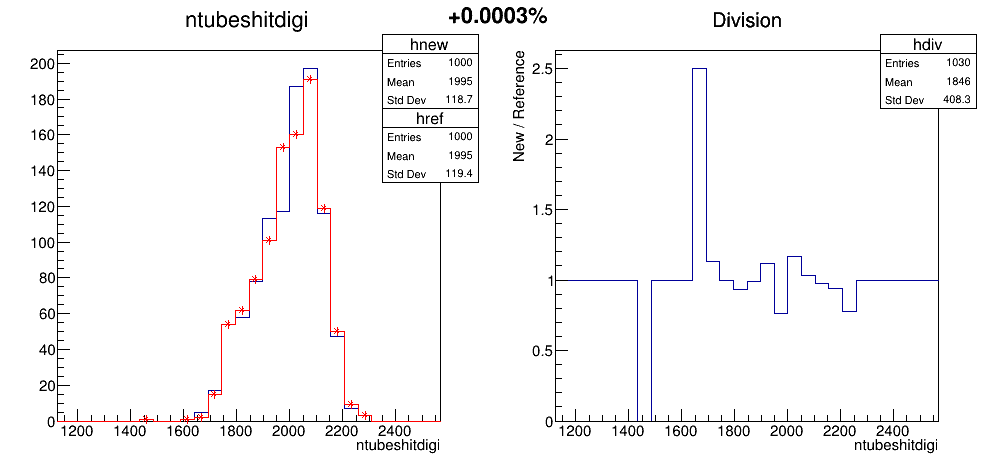 +0.0003%
ntubeshitdigi
hnew
Entries 1000
Mean 1995
Std Dev 118.7
href
Entries 1000
Mean 1995
Std Dev 119.4
200
180
160
140
120
100
80
60
40
20
0
1200 1400 1600 1800 2000 2200 2400
ntubeshitdigi
Division
hdiv
Entries 1030
Mean 1846
Std Dev 408.3
New / Reference
2.5
2
1.5
1
0.5
0
1200 1400 1600 1800 2000 2200 2400
ntubeshitdigi